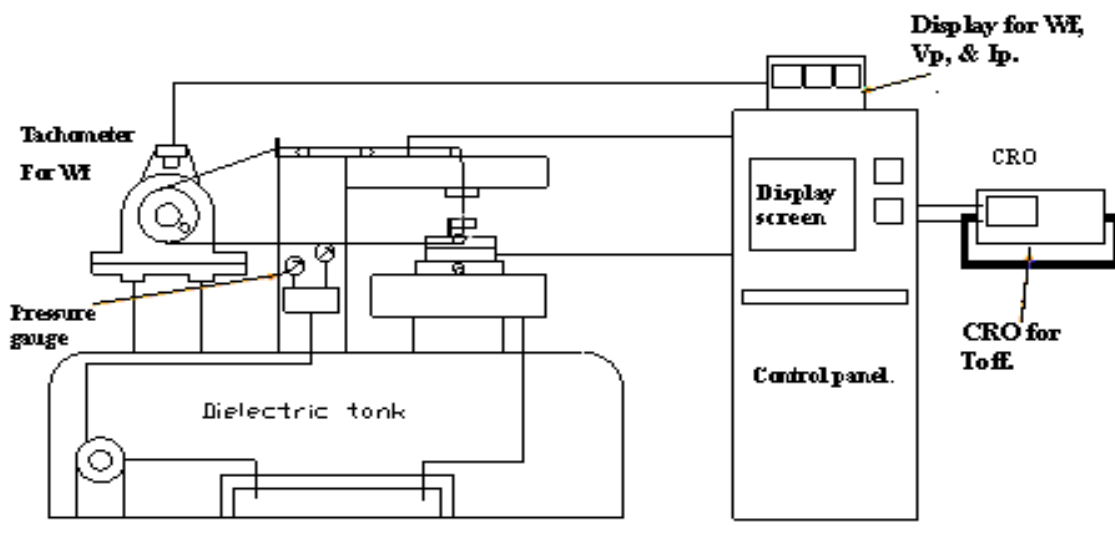 Display for Wf,
Vp, & Ip.
Tachometer
For Wf
CRO
Display
screen
Pressure
gauge
CRO for
Toff.
Control panel.
Dielectric tonk